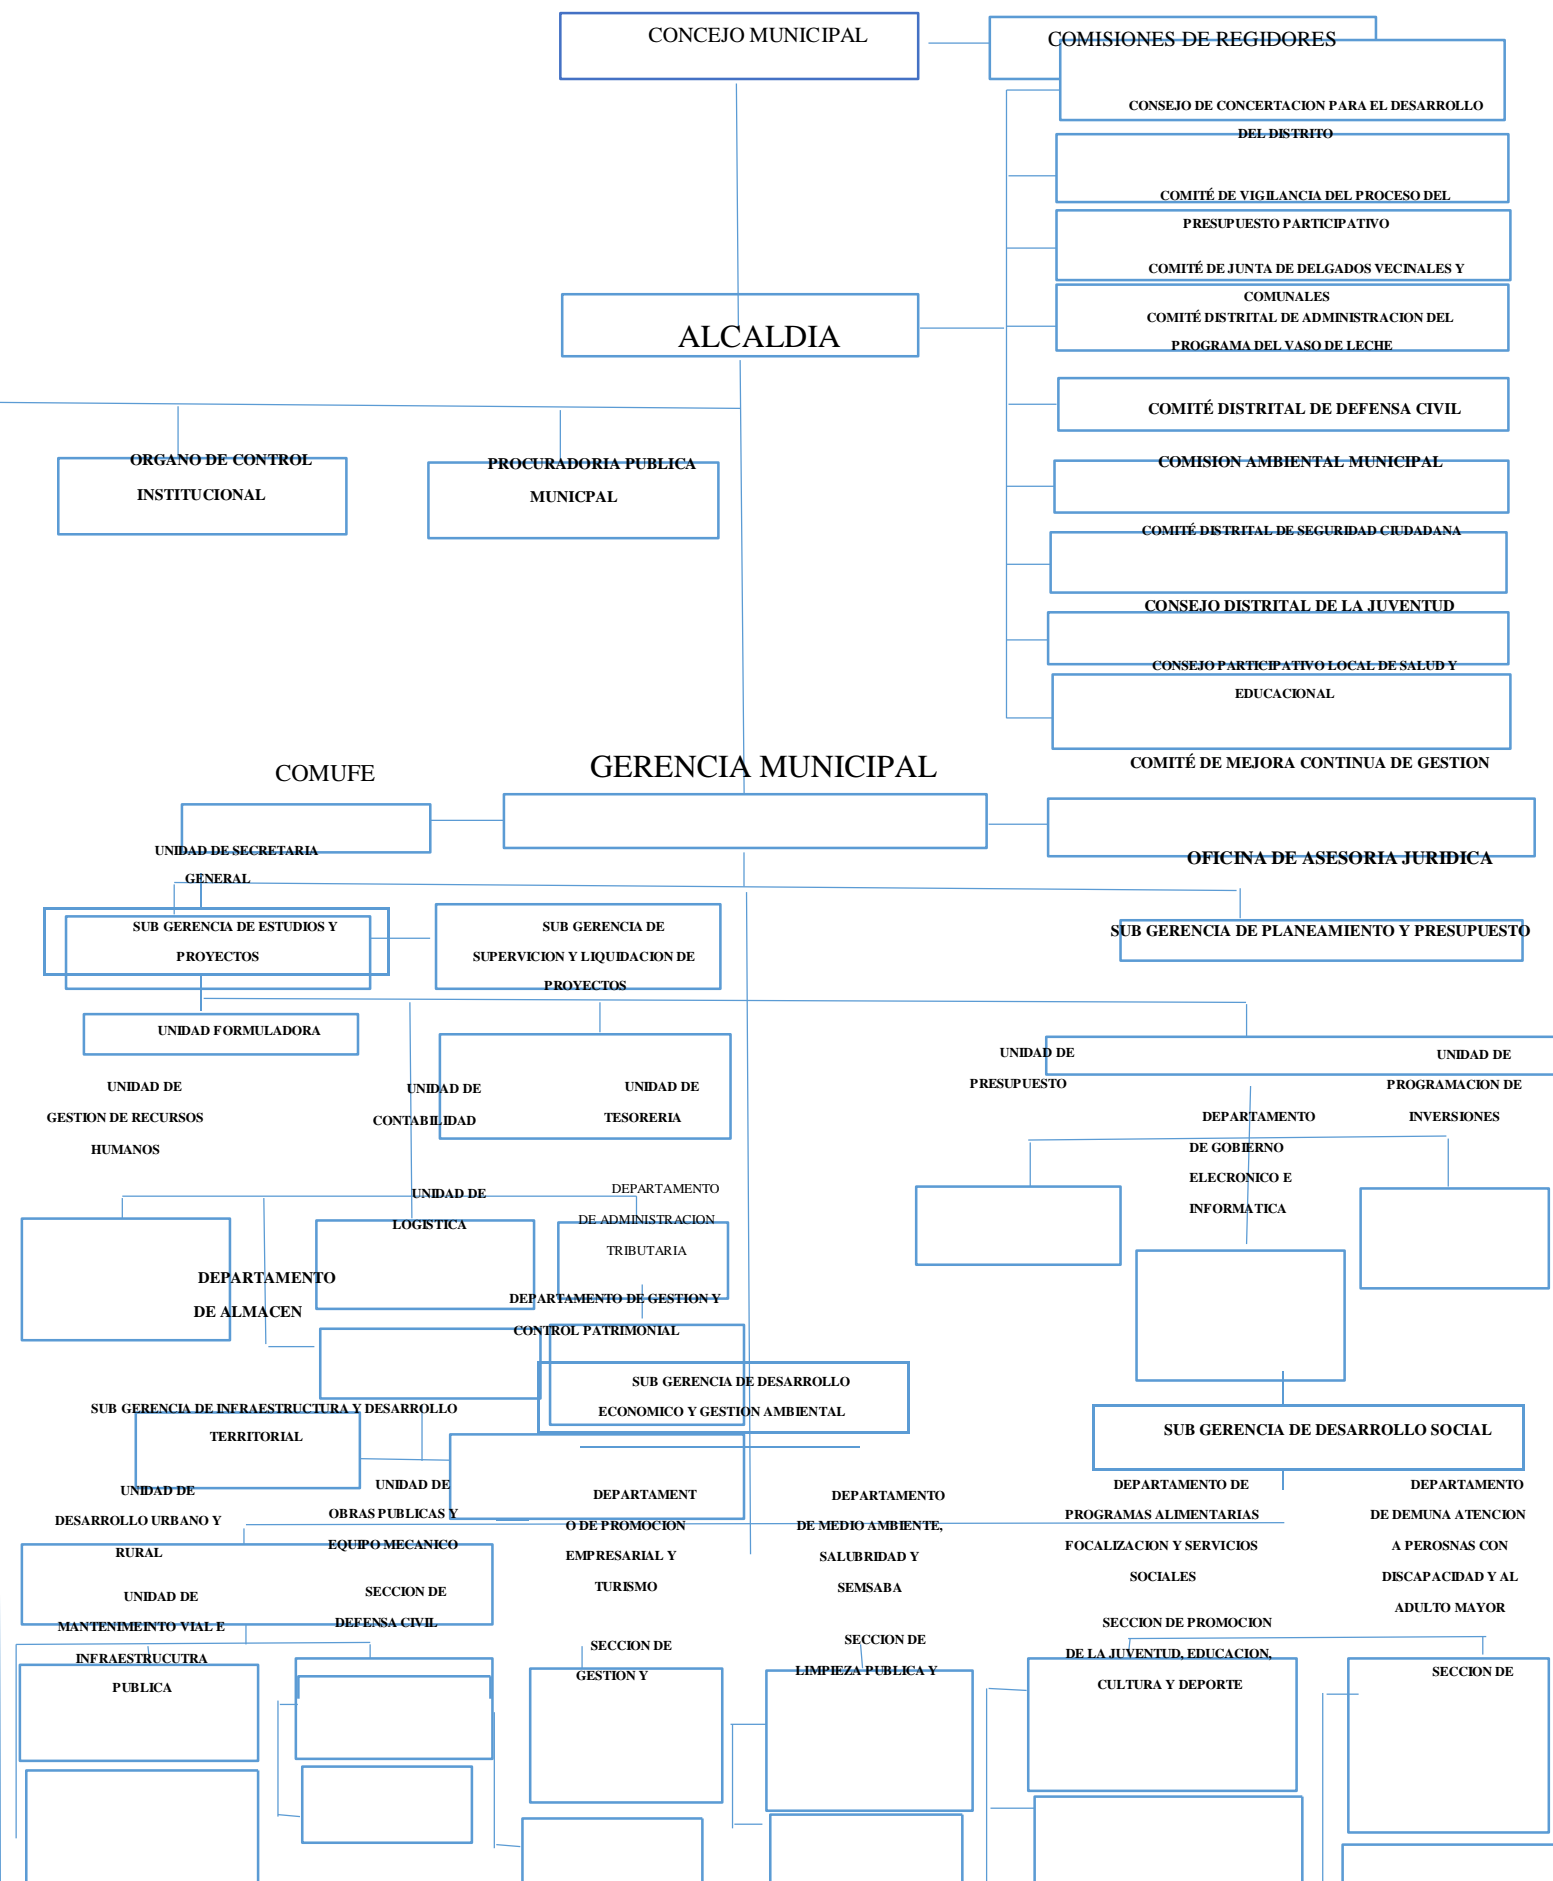 CONCEJO MUNICIPAL
COMISIONES DE REGIDORES
CONSEJO DE CONCERTACION PARA EL DESARROLLO
DEL DISTRITO
COMITÉ DE VIGILANCIA DEL PROCESO DEL
PRESUPUESTO PARTICIPATIVO
COMITÉ DE JUNTA DE DELGADOS VECINALES Y
COMUNALES
COMITÉ DISTRITAL DE ADMINISTRACION DEL
PROGRAMA DEL VASO DE LECHE
ALCALDIA
COMITÉ DISTRITAL DE DEFENSA CIVIL
ORGANO DE CONTROL
INSTITUCIONAL
PROCURADORIA PUBLICA
MUNICPAL
COMISION AMBIENTAL MUNICIPAL
COMITÉ DISTRITAL DE SEGURIDAD CIUDADANA
CONSEJO DISTRITAL DE LA JUVENTUD
CONSEJO PARTICIPATIVO LOCAL DE SALUD Y
EDUCACIONAL
COMITÉ DE MEJORA CONTINUA DE GESTION
COMUFE
GERENCIA MUNICIPAL
OFICINA DE ASESORIA JURIDICA
UNIDAD DE SECRETARIA
GENERAL
SUB GERENCIA DE ESTUDIOS Y
PROYECTOS
SUB GERENCIA DE
SUPERVICION Y LIQUIDACION DE
PROYECTOS
SUB GERENCIA DE PLANEAMIENTO Y PRESUPUESTO
UNIDAD FORMULADORA
UNIDAD DE
GESTION DE RECURSOS
HUMANOS
UNIDAD DE
CONTABILIDAD
UNIDAD DE
TESORERIA
UNIDAD DE
PRESUPUESTO
DEPARTAMENTO
DE GOBIERNO
ELECRONICO E
INFORMATICA
UNIDAD DE
PROGRAMACION DE
INVERSIONES
UNIDAD DE
LOGISTICA
DEPARTAMENTO
DE ADMINISTRACION
TRIBUTARIA
DEPARTAMENTO
DE ALMACEN
DEPARTAMENTO DE GESTION Y
CONTROL PATRIMONIAL
SUB GERENCIA DE INFRAESTRUCTURA Y DESARROLLO
TERRITORIAL
SUB GERENCIA DE DESARROLLO
ECONOMICO Y GESTION AMBIENTAL
SUB GERENCIA DE DESARROLLO SOCIAL
UNIDAD DE
DESARROLLO URBANO Y
RURAL
UNIDAD DE
OBRAS PUBLICAS Y
EQUIPO MECANICO
DEPARTAMENT
O DE PROMOCION
EMPRESARIAL Y
TURISMO
DEPARTAMENTO
DE MEDIO AMBIENTE,
SALUBRIDAD Y
SEMSABA
DEPARTAMENTO DE
PROGRAMAS ALIMENTARIAS
FOCALIZACION Y SERVICIOS
SOCIALES
DEPARTAMENTO
DE DEMUNA ATENCION
A PEROSNAS CON
DISCAPACIDAD Y AL
ADULTO MAYOR
UNIDAD DE
MANTENIMEINTO VIAL E
INFRAESTRUCUTRA
PUBLICA
SECCION DE
DEFENSA CIVIL
SECCION DE
GESTION Y
SECCION DE
LIMPIEZA PUBLICA Y
SECCION DE PROMOCION
DE LA JUVENTUD, EDUCACION,
CULTURA Y DEPORTE
SECCION DE